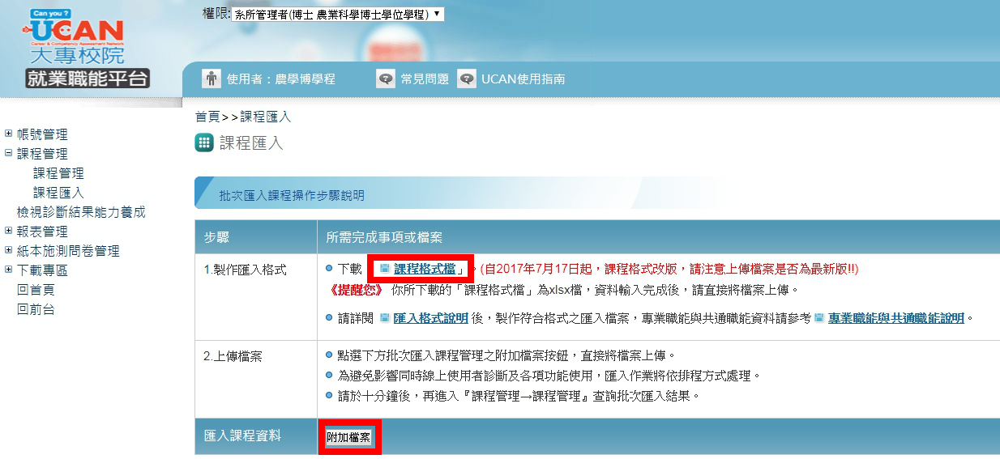 Can you ?
UCAN
Career & Competency Assessment Network
大專校院
就業職能平台
權限:系所管理者(博士 農業科學博士學位學程)
使用者：農學博學程
常見問題
UCAN使用指南
首頁>>課程匯入
課程匯入
帳號管理
課程管理
課程管理
課程匯入
檢視診斷結果能力養成
報表管理
紙本施測問卷管理
下載專區
回首頁
回前台
批次匯入課程操作步驟說明
步驟
所需完成事項或檔案
1.製作匯入格式
下載 課程格式檔」。(自2017年7月17日起，課程格式改版，請注意上傳檔案是否為最新版!!)
《提醒您》 你所下載的「課程格式檔」為xlsx檔，資料輸入完成後，請直接將檔案上傳。
請詳閱 匯入格式說明 後，製作符合格式之匯入檔案，專業職能與共通職能資料請參考 專業職能與共通職能說明。
2.上傳檔案
點選下方批次匯入課程管理之附加檔案按鈕，直接將檔案上傳。
為避免影響同時線上使用者診斷及各項功能使用，匯入作業將依排程方式處理。
請於十分鐘後，再進入『課程管理→課程管理』查詢批次匯入結果。
匯入課程資料
附加檔案